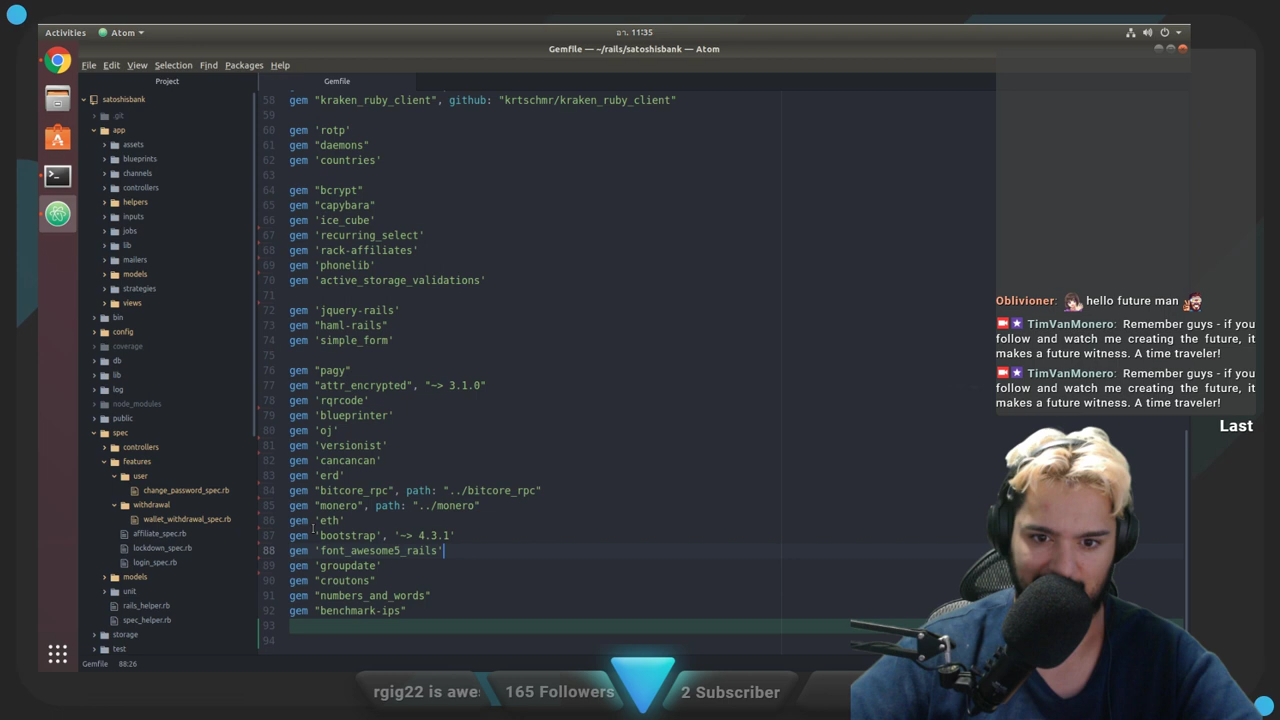 Activities
Atom
อา. 11:35
Gemfile — ~/rails/satoshisbank — Atom
File Edit View Selection Find Packages Help
Project
Gemfile
satoshisbank
.git
app
assets
blueprints
channels
controllers
helpers
inputs
jobs
lib
mailers
models
strategies
views
bin
config
coverage
db
lib
log
node_modules
public
spec
controllers
features
user
change_password_spec.rb
withdrawal
wallet_withdrawal_spec.rb
affiliate_spec.rb
lockdown_spec.rb
login_spec.rb
models
unit
rails_helper.rb
spec_helper.rb
storage
test
58 gem "kraken_ruby_client", github: "krtschmr/kraken_ruby_client"
59
60 gem 'rotp'
61 gem "daemons"
62 gem 'countries'
63
64 gem "bcrypt"
65 gem "capybara"
66 gem 'ice_cube'
67 gem 'recurring_select'
68 gem 'rack-affiliates'
69 gem 'phonelib'
70 gem 'active_storage_validations'
71
72 gem 'jquery-rails'
73 gem "haml-rails"
74 gem 'simple_form'
75
76 gem "pagy"
77 gem "attr_encrypted", "~> 3.1.0"
78 gem 'rqrcode'
79 gem 'blueprinter'
80 gem 'oj'
81 gem 'versionist'
82 gem 'cancancan'
83 gem 'erd'
84 gem "bitcore_rpc", path: "../bitcore_rpc"
85 gem "monero", path: "../monero"
86 gem 'eth'
87 gem 'bootstrap', '~> 4.3.1'
88 gem 'font_awesome5_rails'
89 gem 'groupdate'
90 gem "croutons"
91 gem "numbers_and_words"
92 gem "benchmark-ips"
93
94
Gemfile 88:26
Oblivioner: hello future man
TimVanMonero: Remember guys - if you
follow and watch me creating the future, it
makes a future witness. A time traveler!
TimVanMonero: Remember guys - if you
follow and watch me creating the future, it
makes a future witness. A time traveler!
Last
rgig22 is awe
165 Followers
2 Subscriber